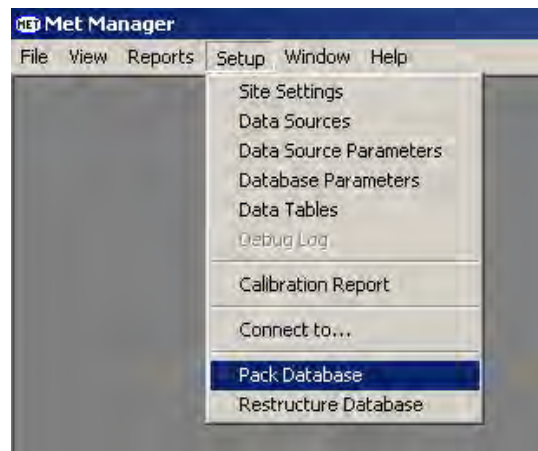 MET Met Manager
File View Reports Setup Window Help
Site Settings
Data Sources
Data Source Parameters
Database Parameters
Data Tables
Debug Log
Calibration Report
Connect to...
Pack Database
Restructure Database